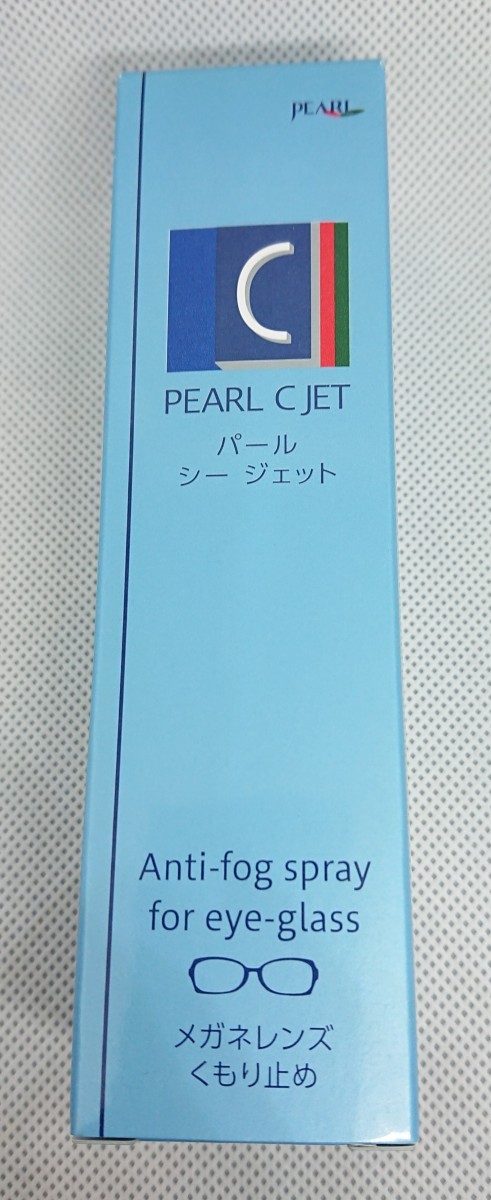 PEARL
C
PEARL C JET
パール
シー ジェット
Anti-fog spray
for eye-glass
メガネレンズ
くもり止め